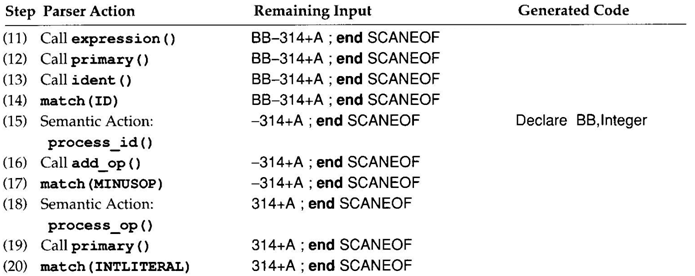 Step Parser Action Remaining Input Generated Code
(11) Call expression() BB–314+A ; end SCANEOF
(12) Call primary() BB–314+A ; end SCANEOF
(13) Call ident() BB–314+A ; end SCANEOF
(14) match(ID) BB–314+A ; end SCANEOF
(15) Semantic Action: –314+A ; end SCANEOF Declare BB,Integer
process_id()
(16) Call add_op() –314+A ; end SCANEOF
(17) match(MINUSOP) –314+A ; end SCANEOF
(18) Semantic Action: 314+A ; end SCANEOF
process_op()
(19) Call primary() 314+A ; end SCANEOF
(20) match(INTLITERAL) 314+A ; end SCANEOF